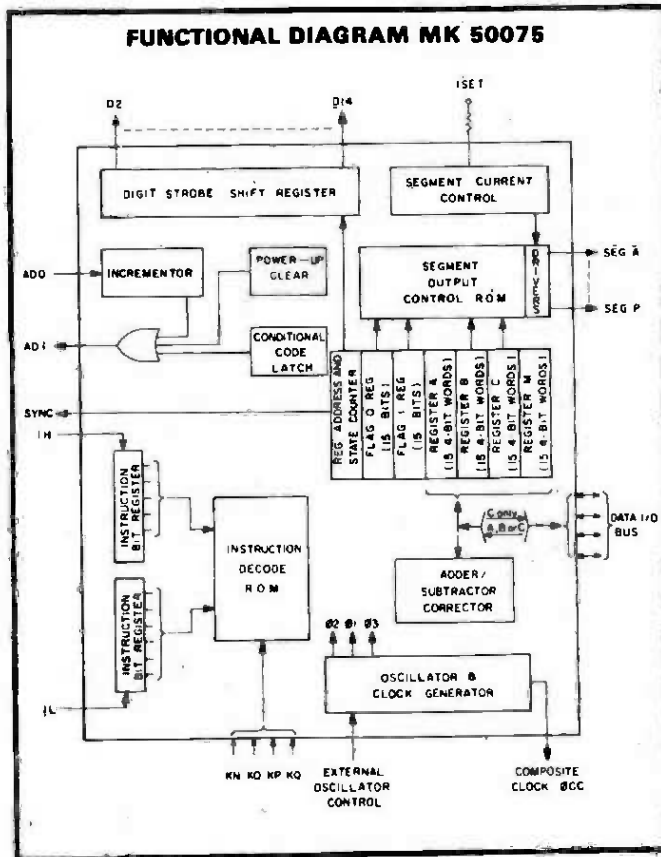 FUNCTIONAL DIAGRAM MK 50075
D2
D14
ISET
DIGIT STROBE SHIFT REGISTER
SEGMENT CURRENT
CONTROL
ADO
INCREMENTOR
POWER-UP
CLEAR
SEGMENT
OUTPUT
CONTROL ROM
DRIVERS
SEG A
SEG P
ADI
CONDITIONAL
CODE
LATCH
SYNC
REG ADDRESS AND
STATE COUNTER
FLAG 0 REG
(15 BITS)
FLAG 1 REG
(15 BITS)
REGISTER A
(15 4-BIT WORDS)
REGISTER B
(15 4-BIT WORDS)
REGISTER C
(15 4-BIT WORDS)
REGISTER M
(15 4-BIT WORDS)
IH
INSTRUCTION
BIT REGISTER
INSTRUCTION
DECODE
ROM
C only
A, B or C
DATA I/O
BUS
ADDER/
SUBTRACTOR
CORRECTOR
INSTRUCTION
BIT REGISTER
Ø2 Ø1 Ø3
OSCILLATOR &
CLOCK GENERATOR
IL
KN KO KP KQ
EXTERNAL
OSCILLATOR
CONTROL
COMPOSITE
CLOCK ØCC